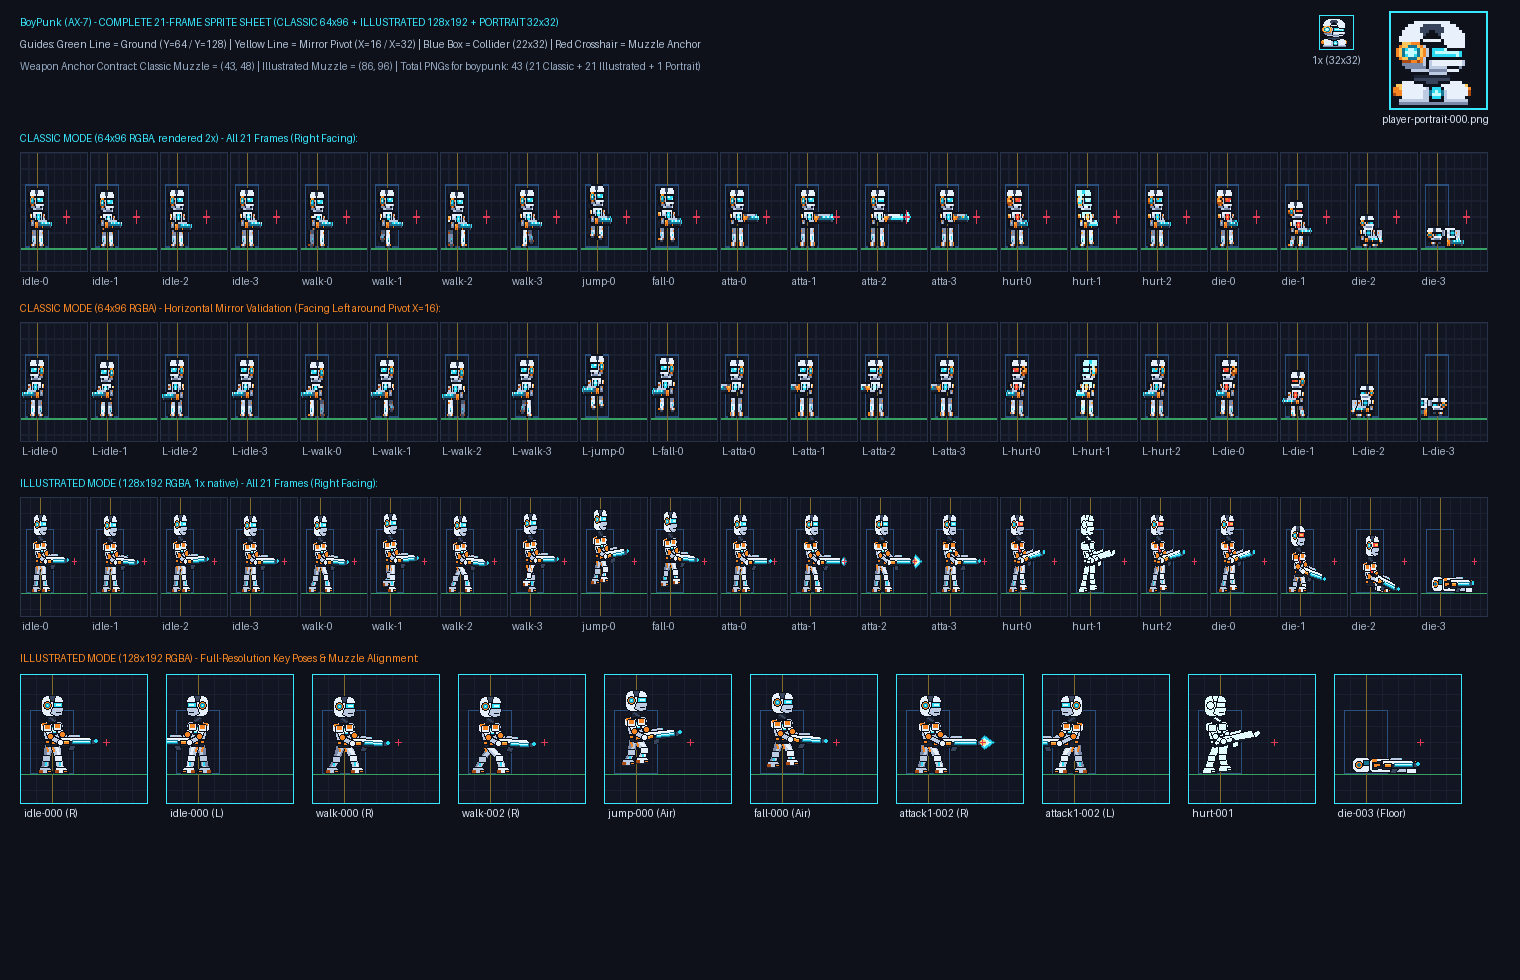 BoyPunk (AX-7) - COMPLETE 21-FRAME SPRITE SHEET (CLASSIC 64x96 + ILLUSTRATED 128x192 + PORTRAIT 32x32)
Guides: Green Line = Ground (Y=64 / Y=128) | Yellow Line = Mirror Pivot (X=16 / X=32) | Blue Box = Collider (22x32) | Red Crosshair = Muzzle Anchor
Weapon Anchor Contract: Classic Muzzle = (43, 48) | Illustrated Muzzle = (86, 96) | Total PNGs for boypunk: 43 (21 Classic + 21 Illustrated + 1 Portrait)
1x (32x32)
player-portrait-000.png
CLASSIC MODE (64x96 RGBA, rendered 2x) - All 21 Frames (Right Facing):
idle-0 idle-1 idle-2 idle-3 walk-0 walk-1 walk-2 walk-3 jump-0 fall-0 atta-0 atta-1 atta-2 atta-3 hurt-0 hurt-1 hurt-2 die-0 die-1 die-2 die-3
CLASSIC MODE (64x96 RGBA) - Horizontal Mirror Validation (Facing Left around Pivot X=16):
L-idle-0 L-idle-1 L-idle-2 L-idle-3 L-walk-0 L-walk-1 L-walk-2 L-walk-3 L-jump-0 L-fall-0 L-atta-0 L-atta-1 L-atta-2 L-atta-3 L-hurt-0 L-hurt-1 L-hurt-2 L-die-0 L-die-1 L-die-2 L-die-3
ILLUSTRATED MODE (128x192 RGBA, 1x native) - All 21 Frames (Right Facing):
idle-0 idle-1 idle-2 idle-3 walk-0 walk-1 walk-2 walk-3 jump-0 fall-0 atta-0 atta-1 atta-2 atta-3 hurt-0 hurt-1 hurt-2 die-0 die-1 die-2 die-3
ILLUSTRATED MODE (128x192 RGBA) - Full-Resolution Key Poses & Muzzle Alignment:
idle-000 (R) idle-000 (L) walk-000 (R) walk-002 (R) jump-000 (Air) fall-000 (Air) attack1-002 (R) attack1-002 (L) hurt-001 die-003 (Floor)